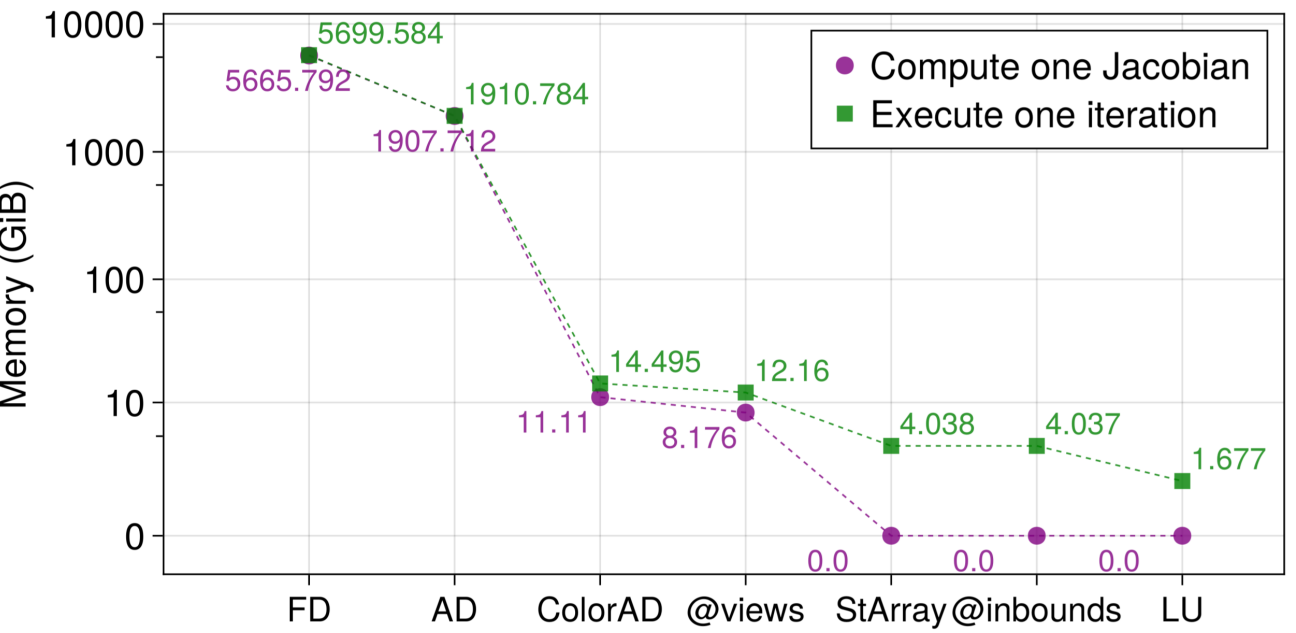 10000
1000
100
10
0
Memory (GiB)
5699.584
5665.792
1910.784
1907.712
14.495
11.11
12.16
8.176
4.038
4.037
1.677
0.0
0.0
0.0
Compute one Jacobian
Execute one iteration
FD
AD
ColorAD
@views
StArray
@inbounds
LU